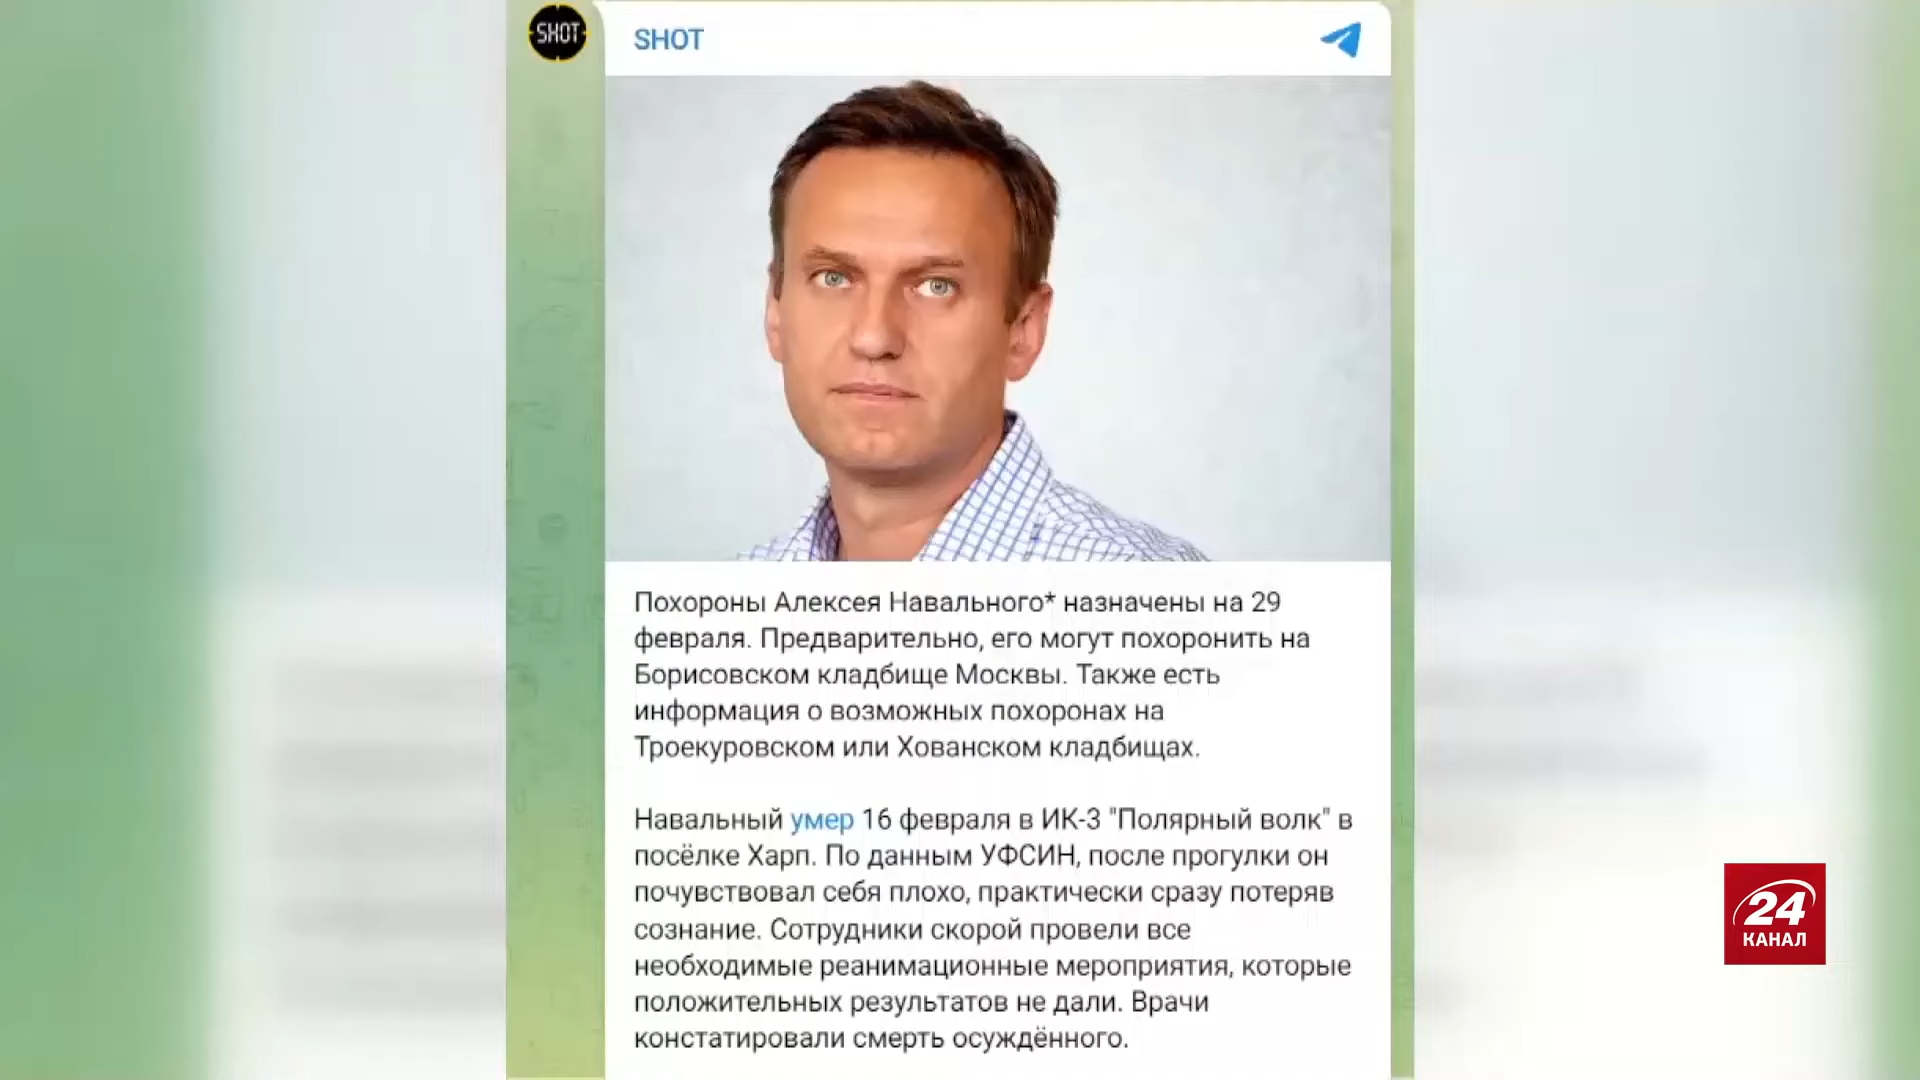 SHOT
SHOT
Похороны Алексея Навального* назначены на 29
февраля. Предварительно, его могут похоронить на
Борисовском кладбище Москвы. Также есть
информация о возможных похоронах на
Троекуровском или Хованском кладбищах.
Навальный умер 16 февраля в ИК-3 "Полярный волк" в
посёлке Харп. По данным УФСИН, после прогулки он
почувствовал себя плохо, практически сразу потеряв
сознание. Сотрудники скорой провели все
необходимые реанимационные мероприятия, которые
положительных результатов не дали. Врачи
констатировали смерть осуждённого.
24
КАНАЛ